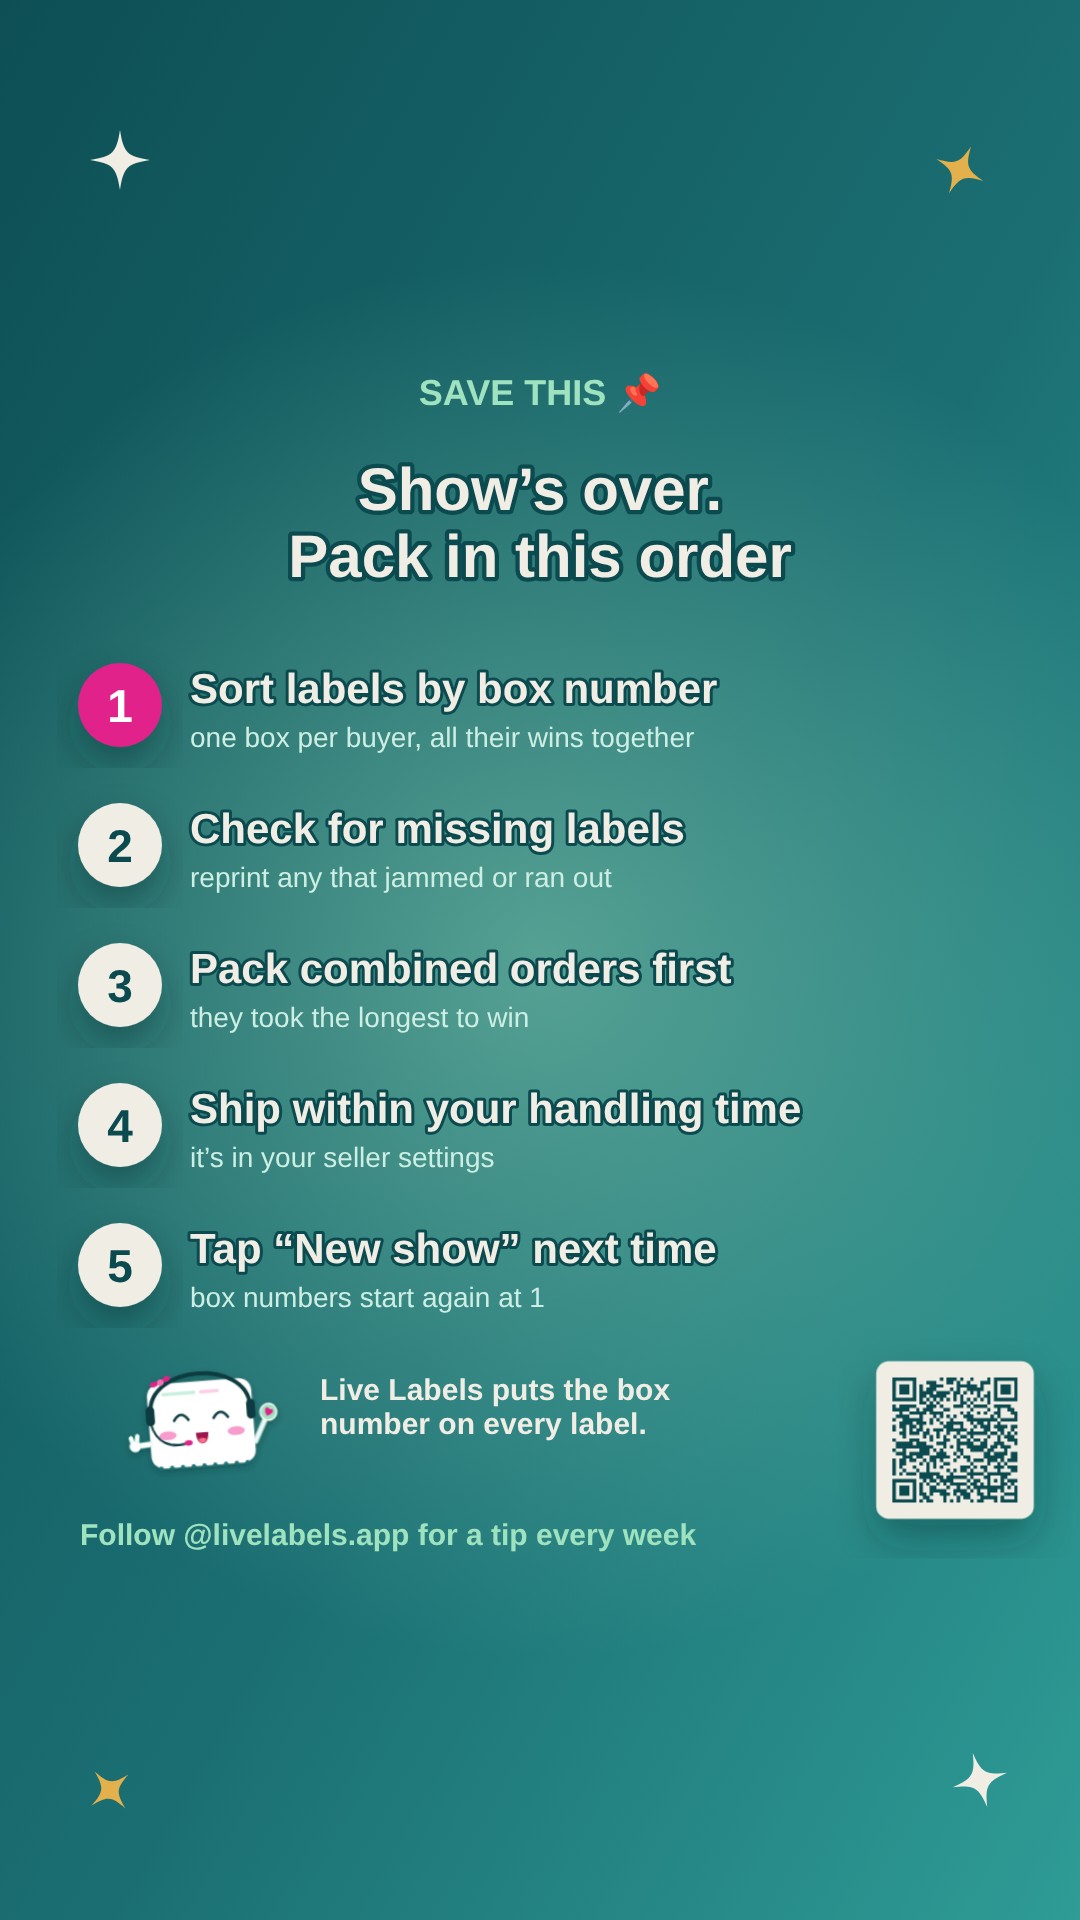 SAVE THIS 📌
Show’s over.
Pack in this order
1
Sort labels by box number
one box per buyer, all their wins together
2
Check for missing labels
reprint any that jammed or ran out
3
Pack combined orders first
they took the longest to win
4
Ship within your handling time
it’s in your seller settings
5
Tap “New show” next time
box numbers start again at 1
Live Labels puts the box
number on every label.
Follow @livelabels.app for a tip every week